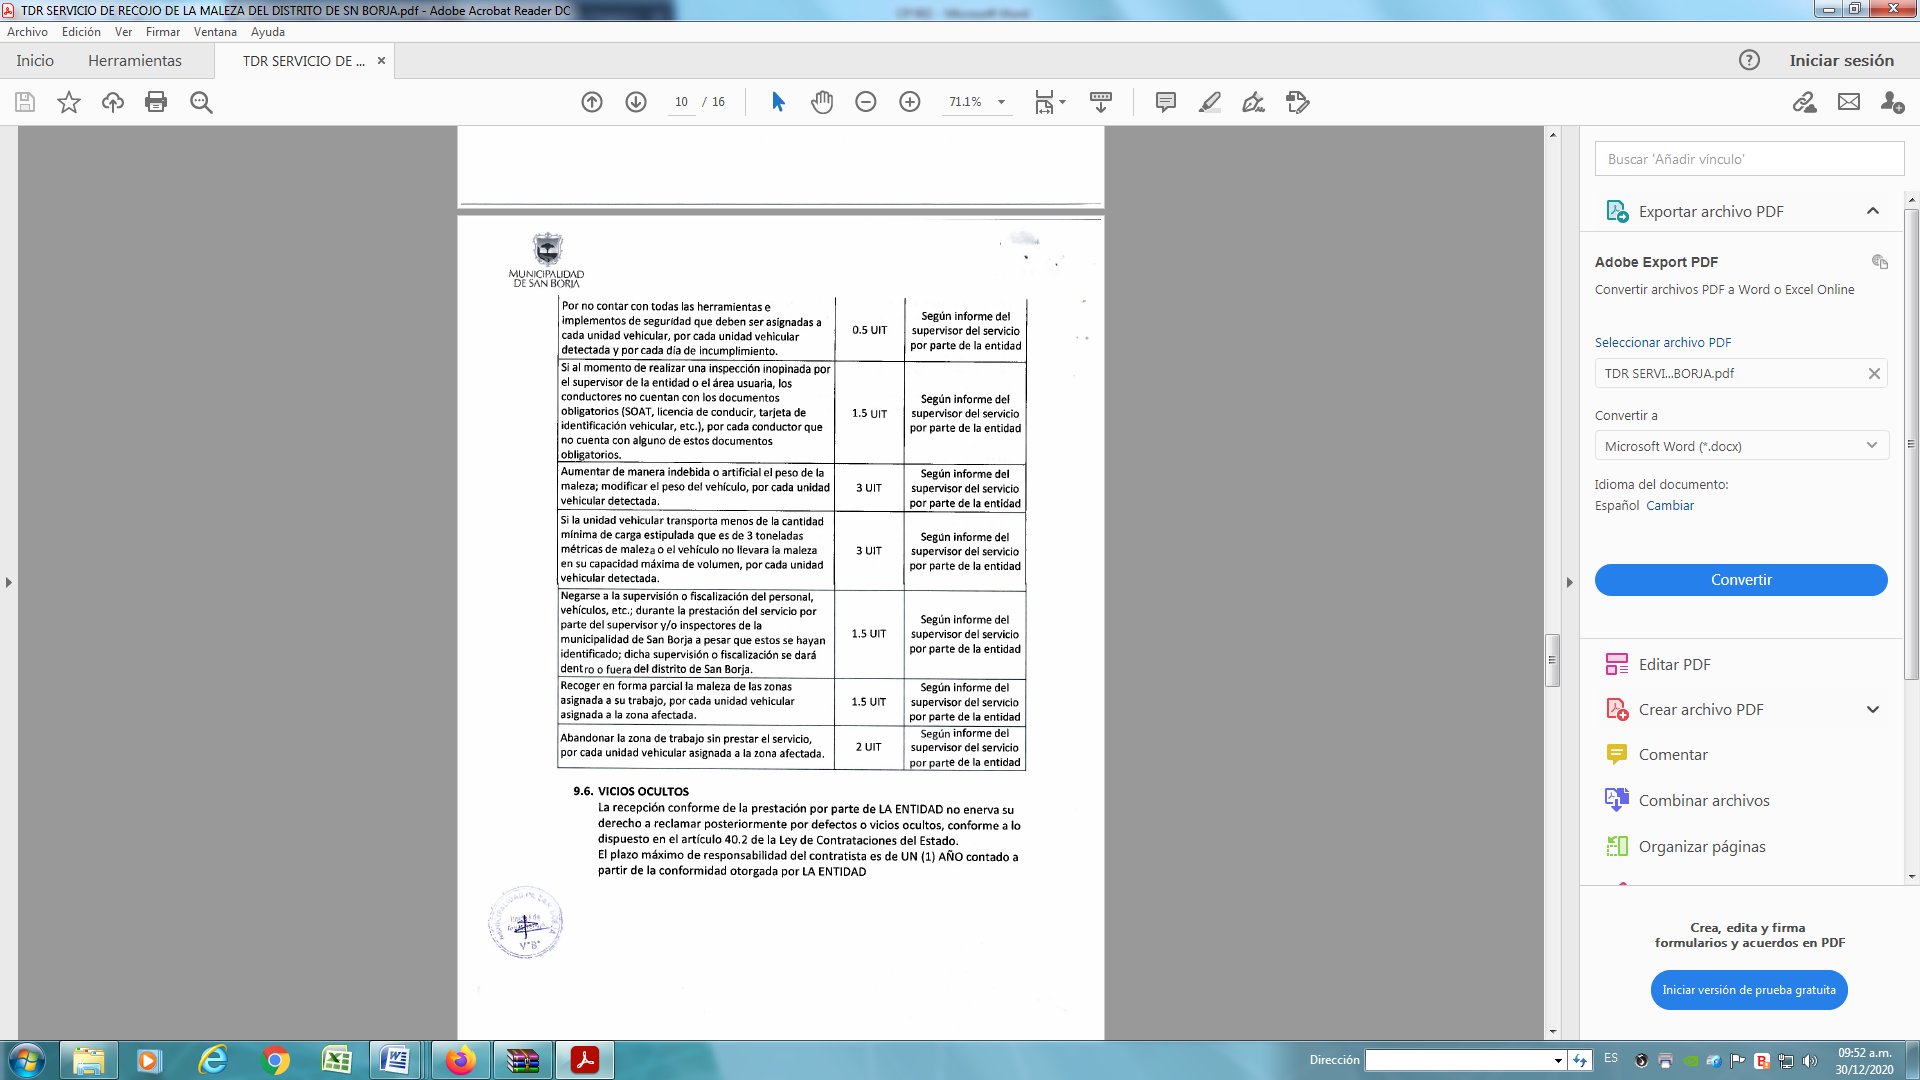 TDR SERVICIO DE RECOJO DE LA MALEZA DEL DISTRITO DE SN BORJA.pdf - Adobe Acrobat Reader DC
Archivo Edición Ver Firmar Ventana Ayuda
Inicio Herramientas TDR SERVICIO DE ... × Iniciar sesión
10 / 16 71.1%
MUNICIPALIDAD
DE SAN BORJA
Por no contar con todas las herramientas e
implementos de seguridad que deben ser asignadas a
cada unidad vehicular, por cada unidad vehicular
detectada y por cada día de incumplimiento.
0.5 UIT
Según informe del
supervisor del servicio
por parte de la entidad
Si al momento de realizar una inspección inopinada por
el supervisor de la entidad o el área usuaria, los
conductores no cuentan con los documentos
obligatorios (SOAT, licencia de conducir, tarjeta de
identificación vehicular, etc.), por cada conductor que
no cuenta con alguno de estos documentos
obligatorios.
1.5 UIT
Según informe del
supervisor del servicio
por parte de la entidad
Aumentar de manera indebida o artificial el peso de la
maleza; modificar el peso del vehículo, por cada unidad
vehicular detectada.
3 UIT
Según informe del
supervisor del servicio
por parte de la entidad
Si la unidad vehicular transporta menos de la cantidad
mínima de carga estipulada que es de 3 toneladas
métricas de maleza o el vehículo no llevara la maleza
en su capacidad máxima de volumen, por cada unidad
vehicular detectada.
3 UIT
Según informe del
supervisor del servicio
por parte de la entidad
Negarse a la supervisión o fiscalización del personal,
vehículos, etc.; durante la prestación del servicio por
parte del supervisor y/o inspectores de la
municipalidad de San Borja a pesar que estos se hayan
identificado; dicha supervisión o fiscalización se dará
dentro o fuera del distrito de San Borja.
1.5 UIT
Según informe del
supervisor del servicio
por parte de la entidad
Recoger en forma parcial la maleza de las zonas
asignada a su trabajo, por cada unidad vehicular
asignada a la zona afectada.
1.5 UIT
Según informe del
supervisor del servicio
por parte de la entidad
Abandonar la zona de trabajo sin prestar el servicio,
por cada unidad vehicular asignada a la zona afectada.
2 UIT
Según informe del
supervisor del servicio
por parte de la entidad
9.6. VICIOS OCULTOS
La recepción conforme de la prestación por parte de LA ENTIDAD no enerva su
derecho a reclamar posteriormente por defectos o vicios ocultos, conforme a lo
dispuesto en el artículo 40.2 de la Ley de Contrataciones del Estado.
El plazo máximo de responsabilidad del contratista es de UN (1) AÑO contado a
partir de la conformidad otorgada por LA ENTIDAD
V°B°
Buscar 'Añadir vínculo'
Exportar archivo PDF
Adobe Export PDF
Convertir archivos PDF a Word o Excel Online
Seleccionar archivo PDF
TDR SERVI...BORJA.pdf
Convertir a
Microsoft Word (*.docx)
Idioma del documento:
Español Cambiar
Convertir
Editar PDF
Crear archivo PDF
Comentar
Combinar archivos
Organizar páginas
Crea, edita y firma
formularios y acuerdos en PDF
Iniciar versión de prueba gratuita
Dirección
ES
09:52 a.m.
30/12/2020